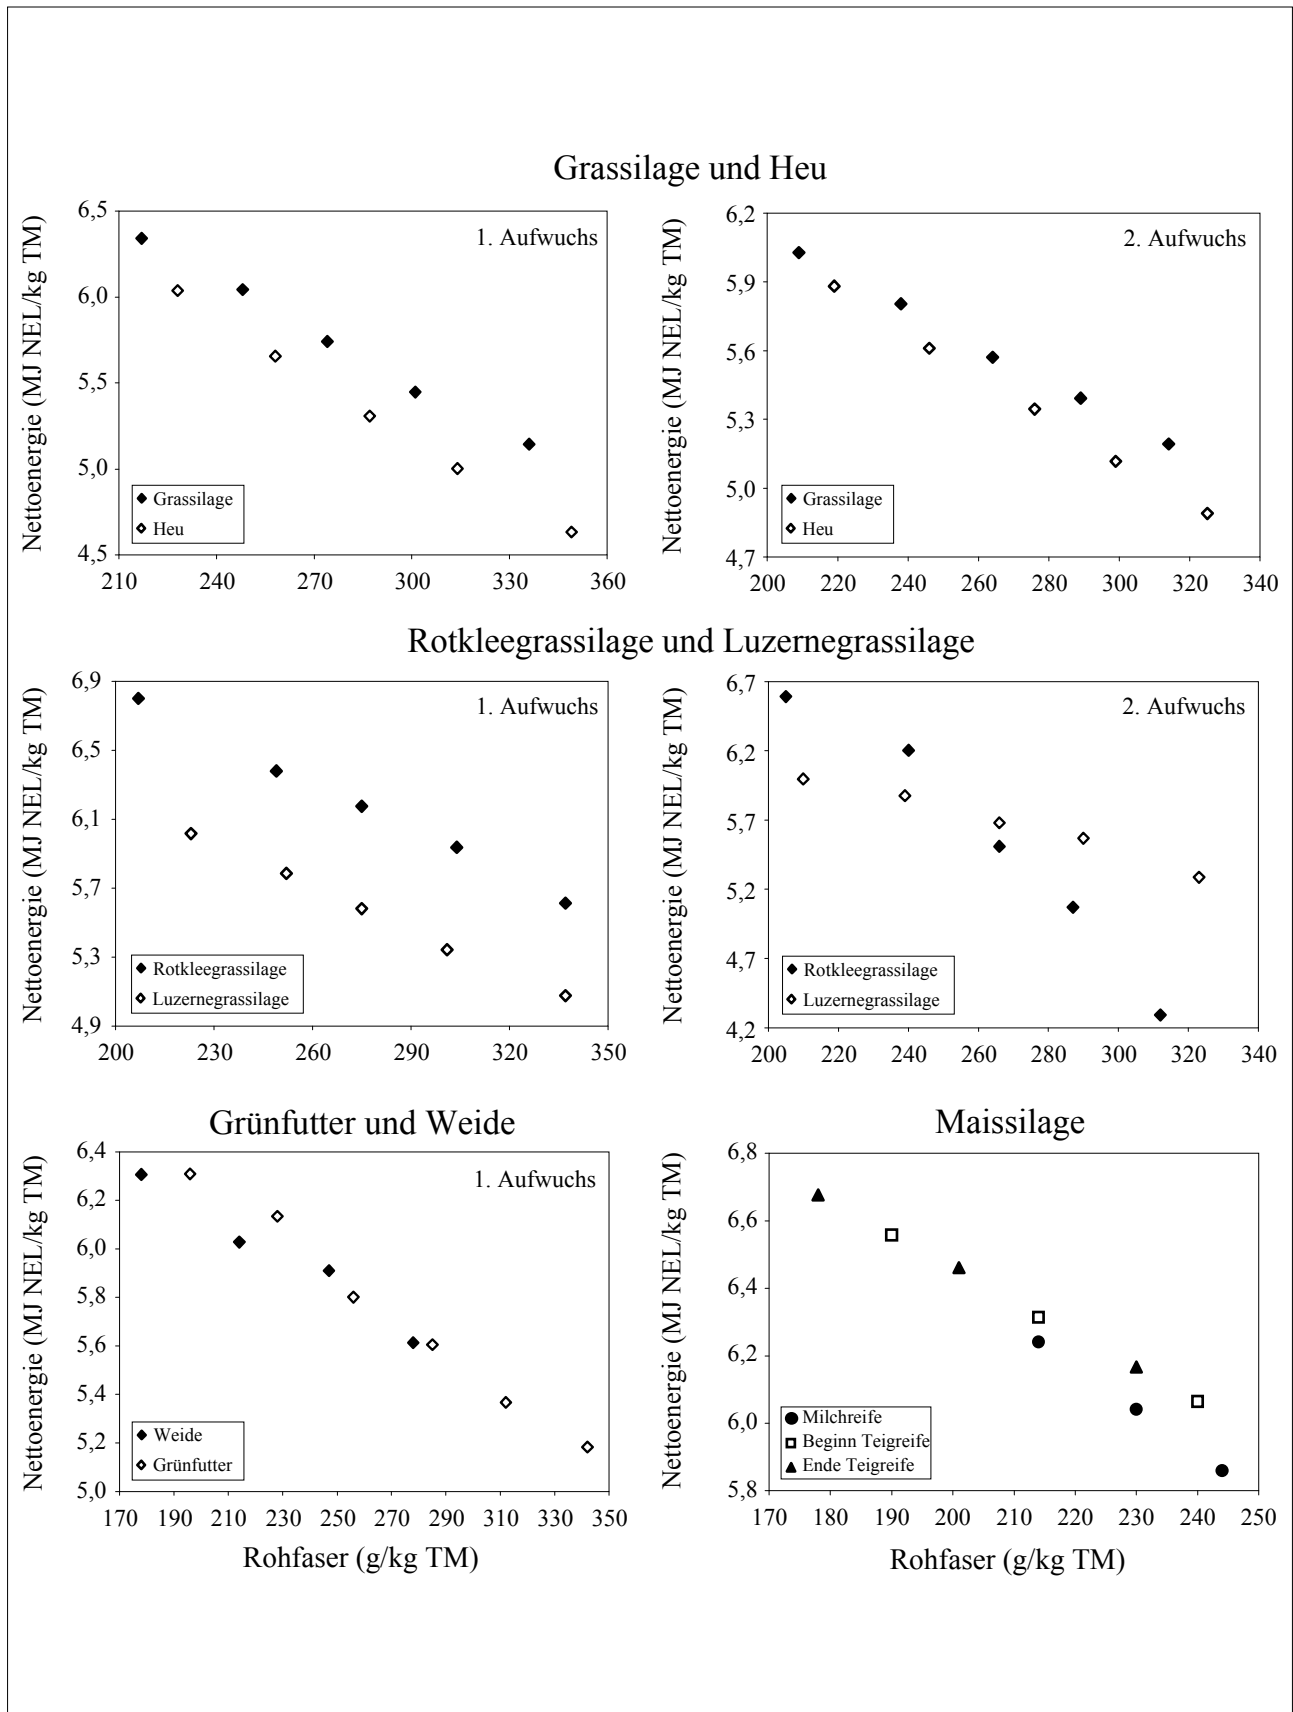 Grassilage und Heu
Nettoenergie (MJ NEL/kg TM)
6,5
6,0
5,5
5,0
4,5
1. Aufwuchs
Grassilage
Heu
210 240 270 300 330 360
Nettoenergie (MJ NEL/kg TM)
6,2
5,9
5,6
5,3
5,0
4,7
2. Aufwuchs
Grassilage
Heu
200 220 240 260 280 300 320 340
Rotkleegrassilage und Luzernegrassilage
Nettoenergie (MJ NEL/kg TM)
6,9
6,5
6,1
5,7
5,3
4,9
1. Aufwuchs
Rotkleegrassilage
Luzernegrassilage
200 230 260 290 320 350
Nettoenergie (MJ NEL/kg TM)
6,7
6,2
5,7
5,2
4,7
4,2
2. Aufwuchs
Rotkleegrassilage
Luzernegrassilage
200 220 240 260 280 300 320 340
Grünfutter und Weide
Nettoenergie (MJ NEL/kg TM)
6,4
6,2
6,0
5,8
5,6
5,4
5,2
5,0
1. Aufwuchs
Weide
Grünfutter
170 190 210 230 250 270 290 310 330 350
Rohfaser (g/kg TM)
Maissilage
Nettoenergie (MJ NEL/kg TM)
6,8
6,6
6,4
6,2
6,0
5,8
Milchreife
Beginn Teigreife
Ende Teigreife
170 180 190 200 210 220 230 240 250
Rohfaser (g/kg TM)